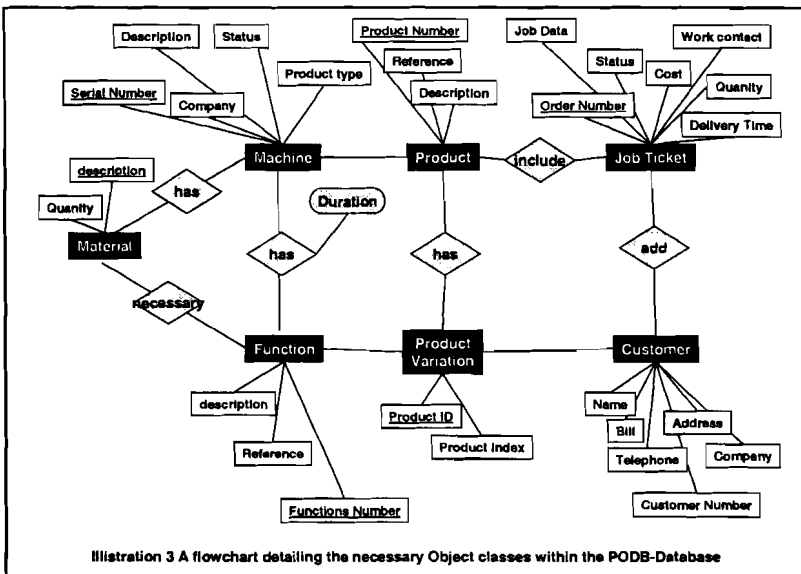 Product Number
Job Data
Work contact
Description
Status
Reference
Status
Cost
Product type
Quanity
Serial Number
Company
Description
Order Number
Delivery Time
Machine
Product
include
Job Ticket
description
has
Duration
Quanity
Material
has
has
add
necessary
Function
Product
Variation
Customer
description
Product ID
Name
Address
Bill
Reference
Product Index
Telephone
Company
Functions Number
Customer Number
Illstration 3 A flowchart detailing the necessary Object classes within the PODB-Database